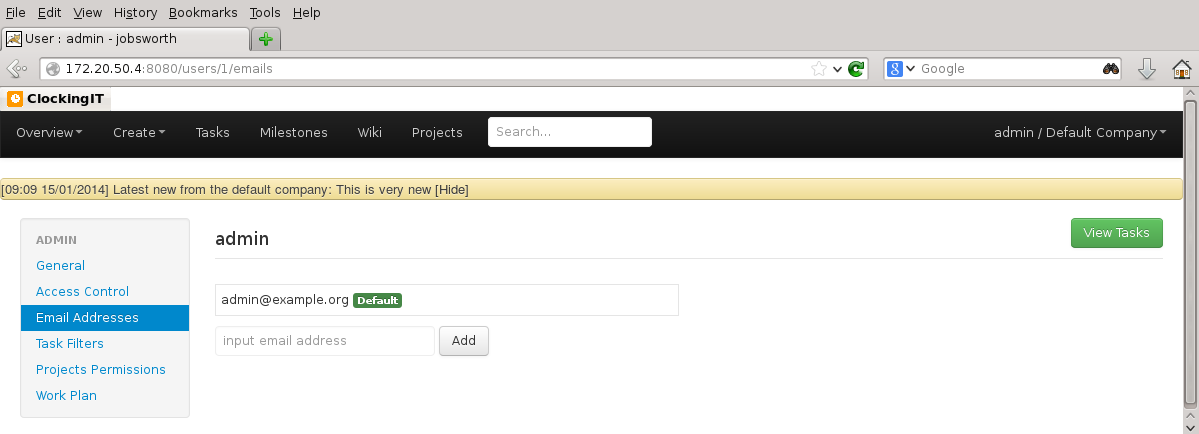 File Edit View History Bookmarks Tools Help
User : admin - jobsworth
172.20.50.4:8080/users/1/emails
8 Google
ClockingIT
Overview Create Tasks Milestones Wiki Projects Search... admin / Default Company
[09:09 15/01/2014] Latest new from the default company: This is very new [Hide]
ADMIN
General
Access Control
Email Addresses
Task Filters
Projects Permissions
Work Plan
admin
View Tasks
admin@example.org Default
input email address Add